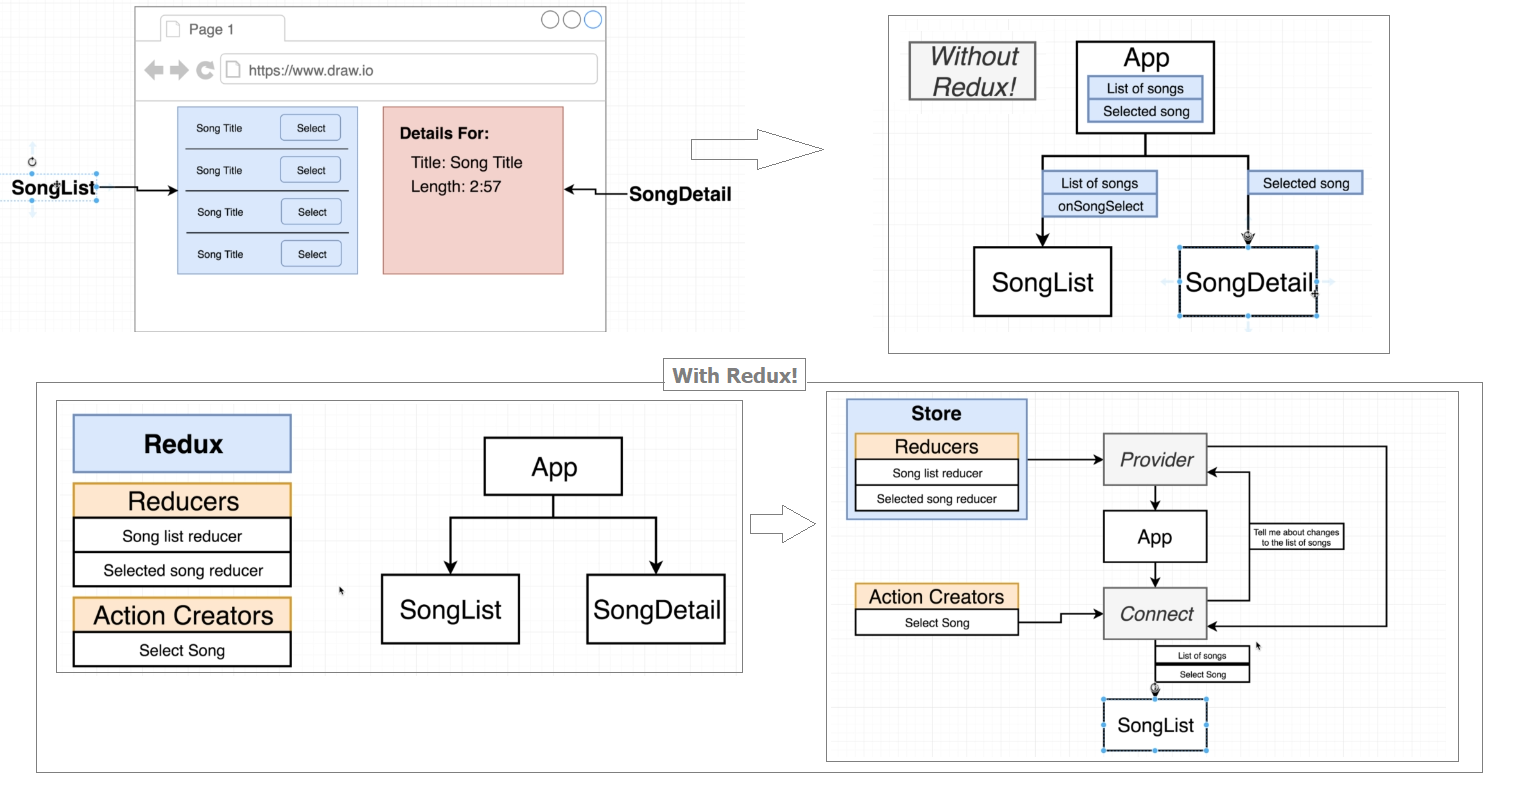 Page 1
https://www.draw.io
SongList
Song Title
Select
Song Title
Select
Song Title
Select
Song Title
Select
Details For:
Title: Song Title
Length: 2:57
SongDetail
Without
Redux!
App
List of songs
Selected song
List of songs
onSongSelect
Selected song
SongList
SongDetail
With Redux!
Redux
Reducers
Song list reducer
Selected song reducer
Action Creators
Select Song
App
SongList
SongDetail
Store
Reducers
Song list reducer
Selected song reducer
Action Creators
Select Song
Provider
App
Tell me about changes
to the list of songs
Connect
List of songs
Select Song
SongList